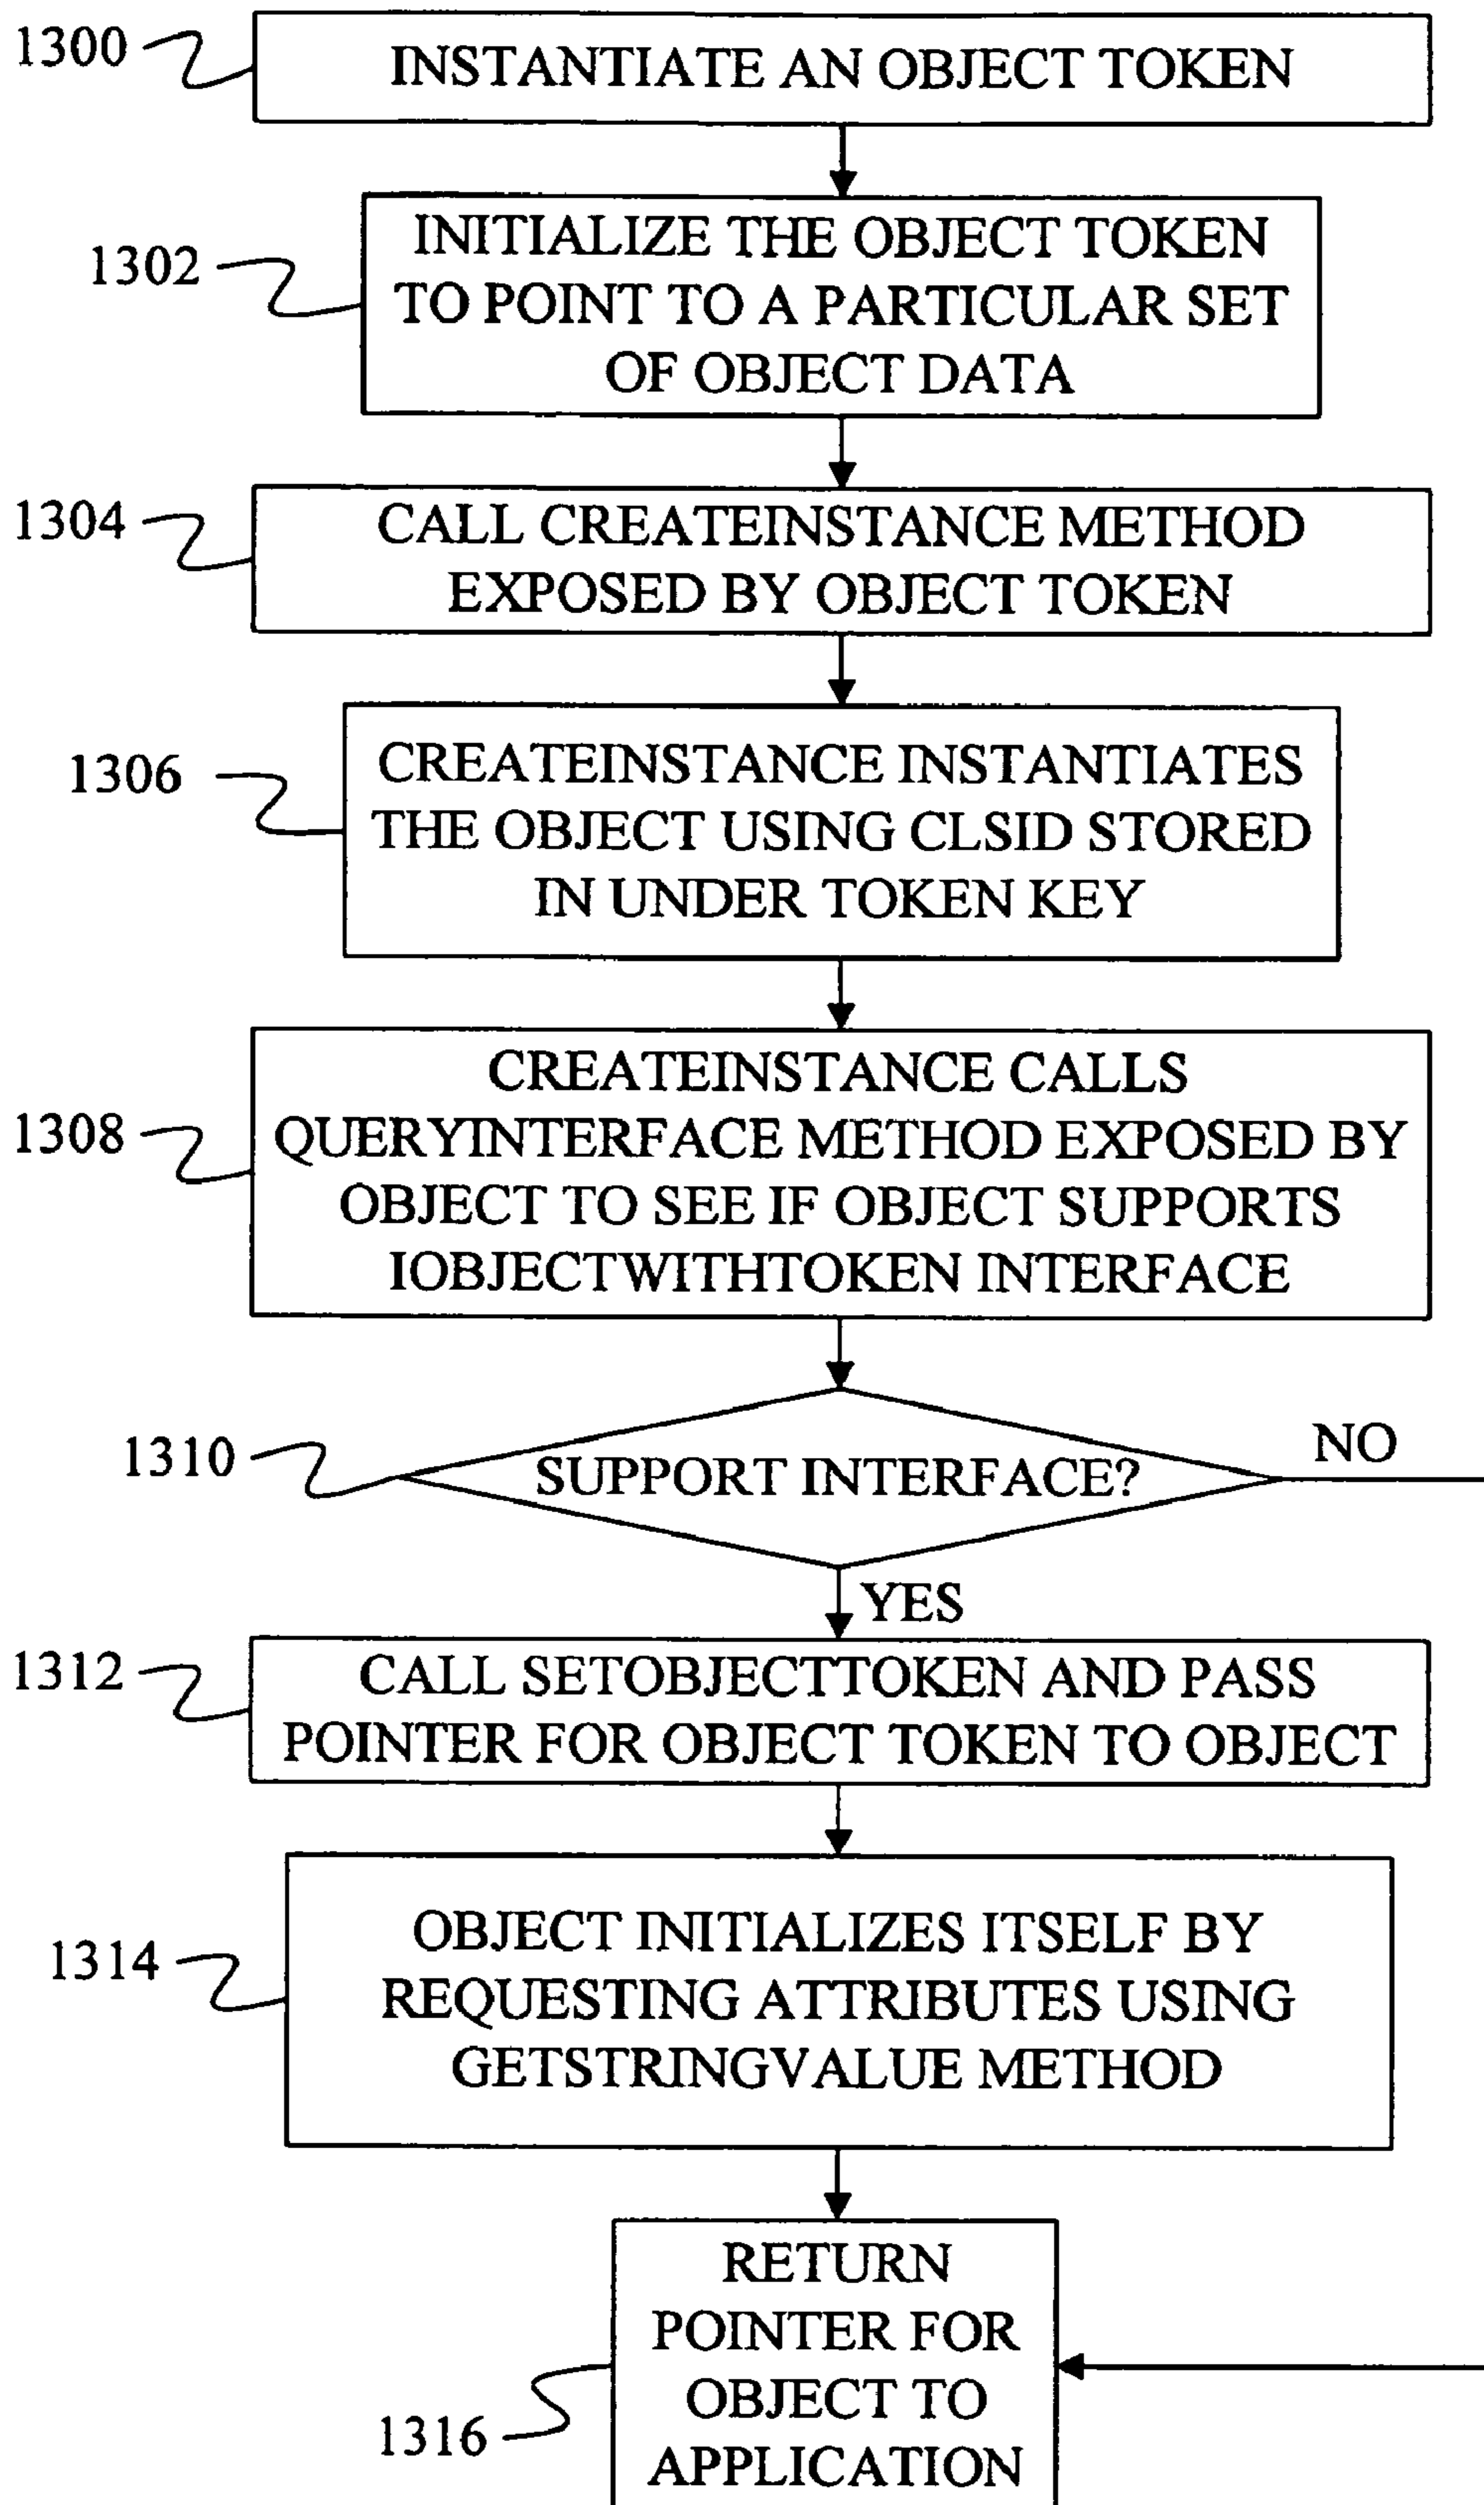 1300
INSTANTIATE AN OBJECT TOKEN
1302
INITIALIZE THE OBJECT TOKEN
TO POINT TO A PARTICULAR SET
OF OBJECT DATA
1304
CALL CREATEINSTANCE METHOD
EXPOSED BY OBJECT TOKEN
1306
CREATEINSTANCE INSTANTIATES
THE OBJECT USING CLSID STORED
IN UNDER TOKEN KEY
1308
CREATEINSTANCE CALLS
QUERYINTERFACE METHOD EXPOSED BY
OBJECT TO SEE IF OBJECT SUPPORTS
IOBJECTWITHTOKEN INTERFACE
1310
SUPPORT INTERFACE?
NO
YES
1312
CALL SETOBJECTTOKEN AND PASS
POINTER FOR OBJECT TOKEN TO OBJECT
1314
OBJECT INITIALIZES ITSELF BY
REQUESTING ATTRIBUTES USING
GETSTRINGVALUE METHOD
1316
RETURN
POINTER FOR
OBJECT TO
APPLICATION